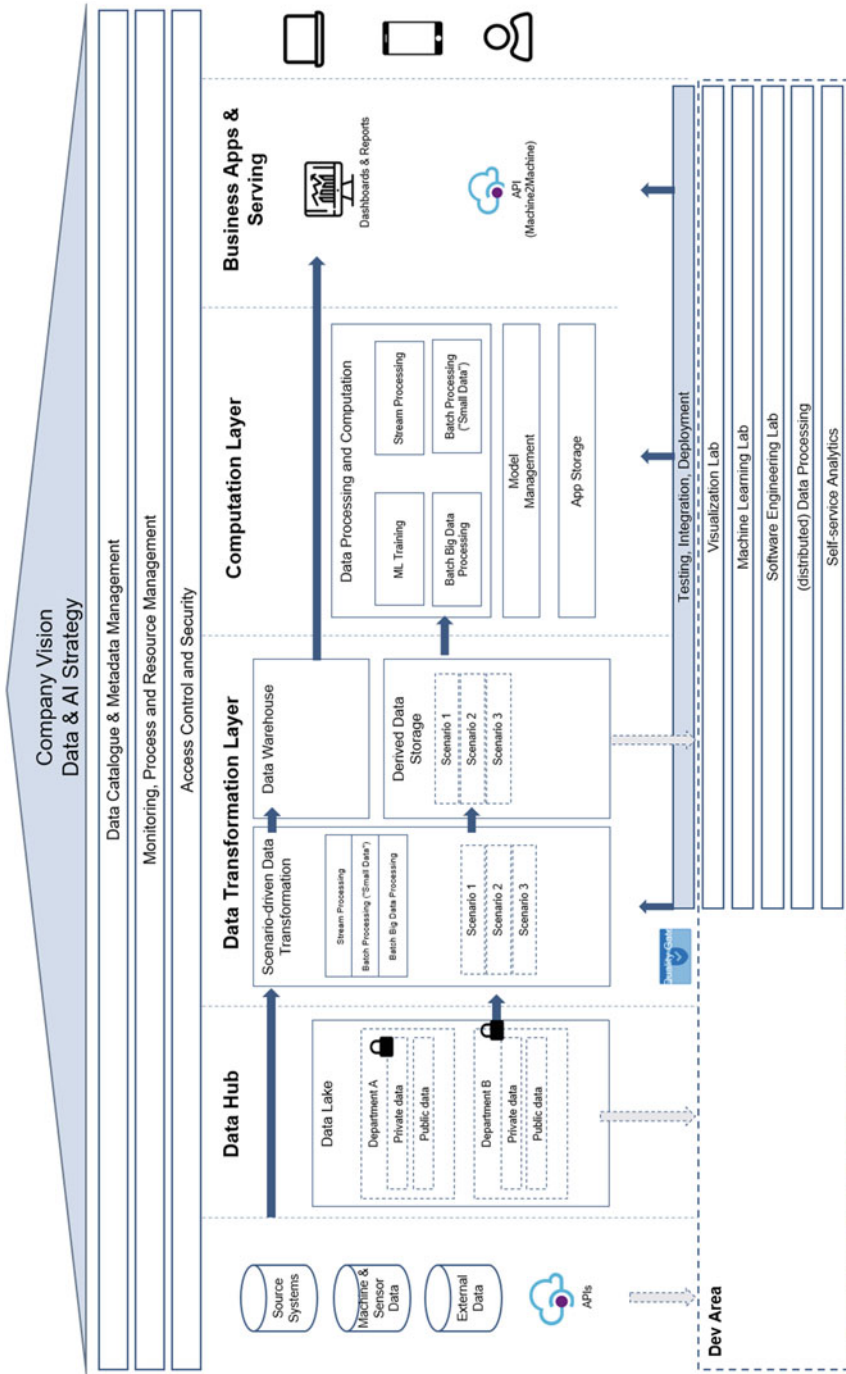 Company Vision
Data & AI Strategy
Data Catalogue & Metadata Management
Monitoring, Process and Resource Management
Access Control and Security
Source
Systems
Machine &
Sensor
Data
External
Data
APIs
Data Hub
Data Lake
Department A
Private data
Public data
Department B
Private data
Public data
Data Transformation Layer
Scenario-driven Data
Transformation
Stream Processing
Batch Processing ("Small Data")
Batch Big Data Processing
Scenario 1
Scenario 2
Scenario 3
Data Warehouse
Derived Data
Storage
Scenario 1
Scenario 2
Scenario 3
Computation Layer
Data Processing and Computation
ML Training
Stream Processing
Batch Big Data
Processing
Batch Processing
("Small Data")
Model
Management
App Storage
Business Apps &
Serving
Dashboards & Reports
API
(Machine2Machine)
Dev Area
Testing, Integration, Deployment
Visualization Lab
Machine Learning Lab
Software Engineering Lab
(distributed) Data Processing
Self-service Analytics